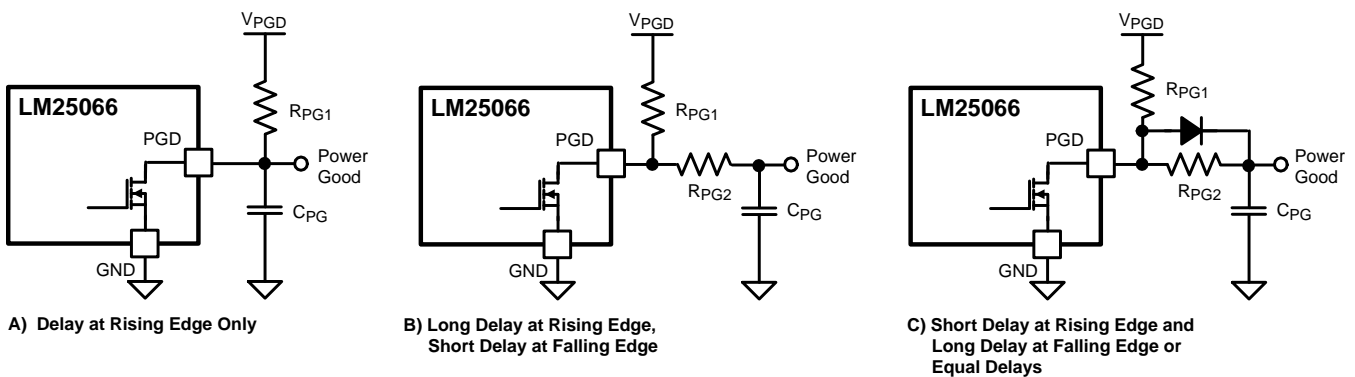 VPGD
LM25066
RPG1
PGD
Power
Good
CPG
GND
A) Delay at Rising Edge Only
VPGD
LM25066
RPG1
PGD
Power
Good
RPG2
CPG
GND
B) Long Delay at Rising Edge,
Short Delay at Falling Edge
VPGD
LM25066
RPG1
PGD
Power
Good
RPG2
CPG
GND
C) Short Delay at Rising Edge and
Long Delay at Falling Edge or
Equal Delays